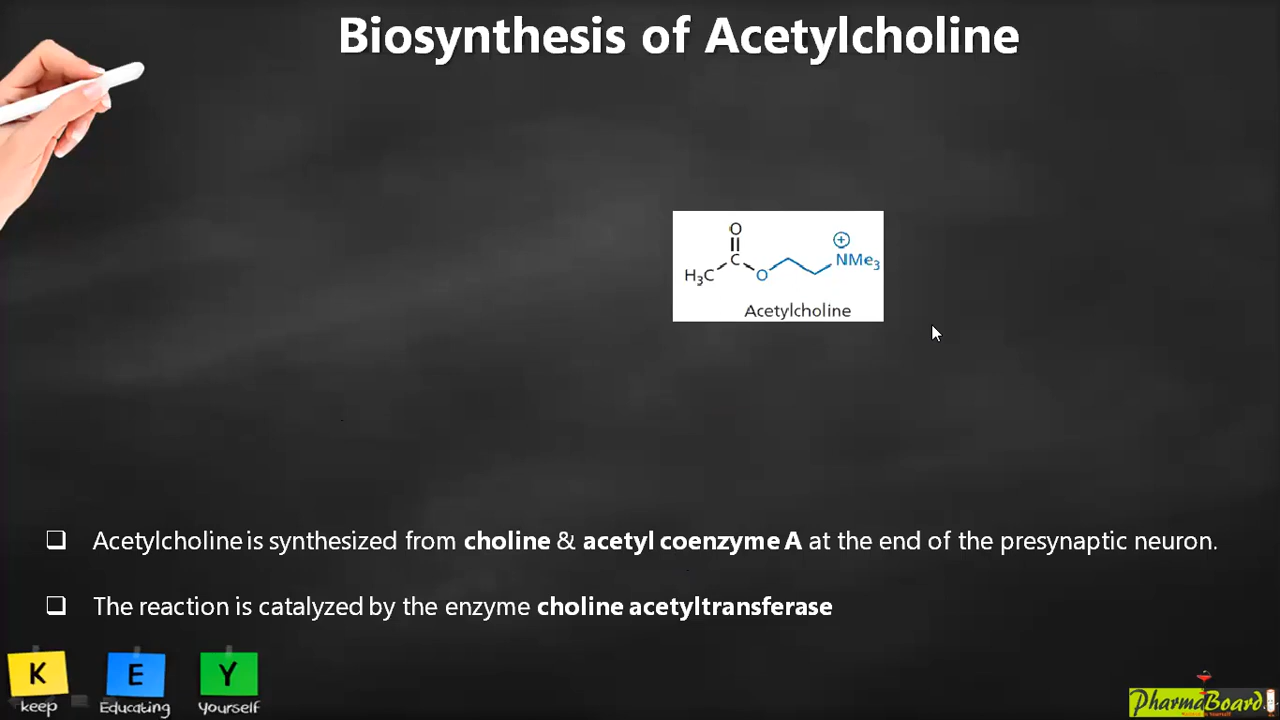 Biosynthesis of Acetylcholine
O
H₃C
C
O
+
NMe₃
Acetylcholine
Acetylcholine is synthesized from choline & acetyl coenzyme A at the end of the presynaptic neuron.
The reaction is catalyzed by the enzyme choline acetyltransferase
K E Y
keep Educating Yourself
PharmaBoard